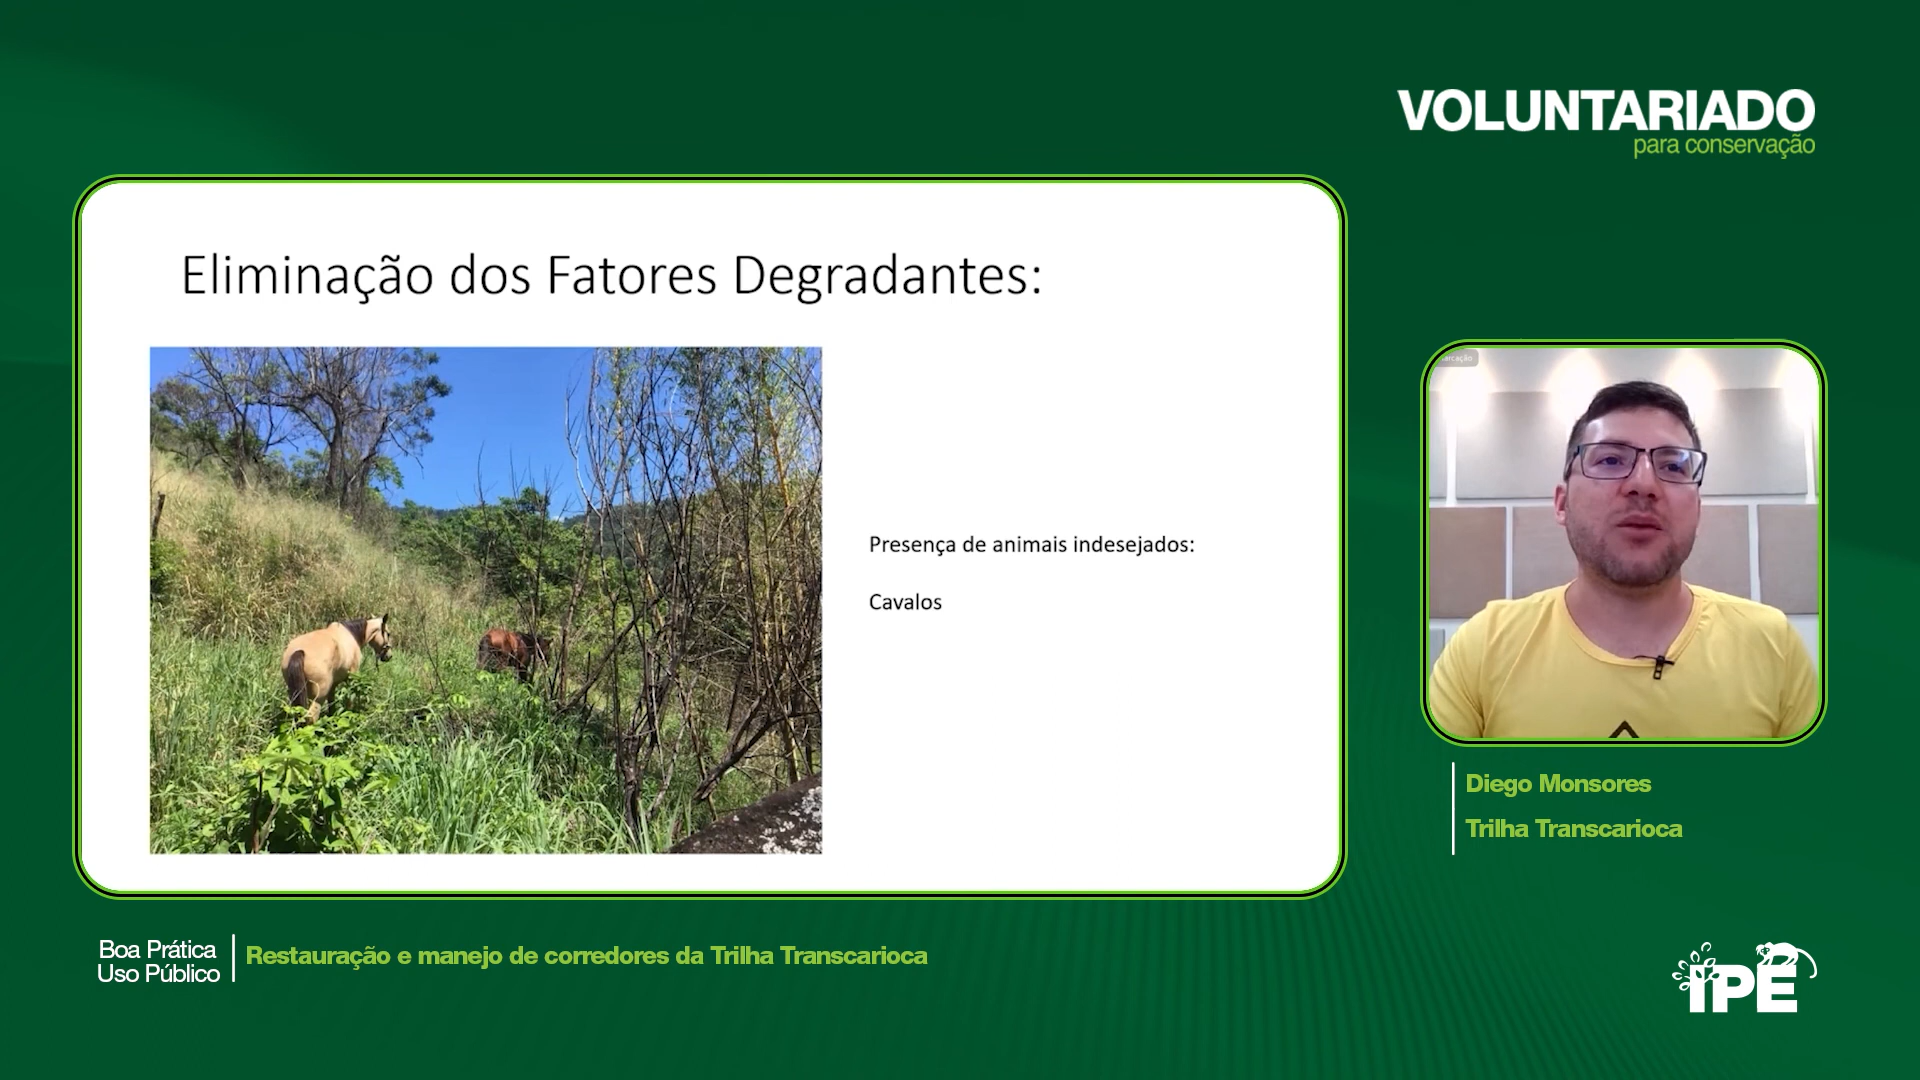 VOLUNTARIADO
para conservação
Eliminação dos Fatores Degradantes:
Presença de animais indesejados:
Cavalos
Diego Monsores
Trilha Transcarioca
Boa Prática
Uso Público
Restauração e manejo de corredores da Trilha Transcarioca
IPÊ